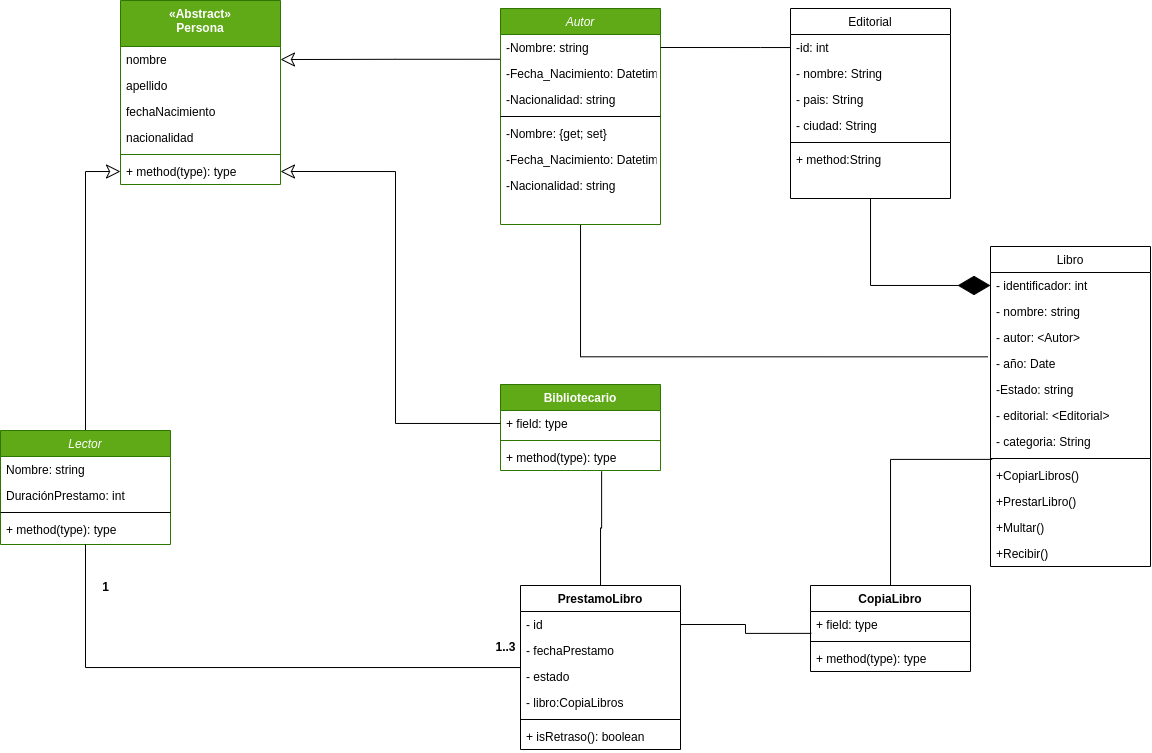 «Abstract»
Persona
nombre
apellido
fechaNacimiento
nacionalidad
+ method(type): type
Autor
-Nombre: string
-Fecha_Nacimiento: Datetim
-Nacionalidad: string
-Nombre: {get; set}
-Fecha_Nacimiento: Datetim
-Nacionalidad: string
Editorial
-id: int
- nombre: String
- pais: String
- ciudad: String
+ method:String
Libro
- identificador: int
- nombre: string
- autor: <Autor>
- año: Date
-Estado: string
- editorial: <Editorial>
- categoria: String
+CopiarLibros()
+PrestarLibro()
+Multar()
+Recibir()
Bibliotecario
+ field: type
+ method(type): type
Lector
Nombre: string
DuraciónPrestamo: int
+ method(type): type
1
1..3
PrestamoLibro
- id
- fechaPrestamo
- estado
- libro:CopiaLibros
+ isRetraso(): boolean
CopiaLibro
+ field: type
+ method(type): type